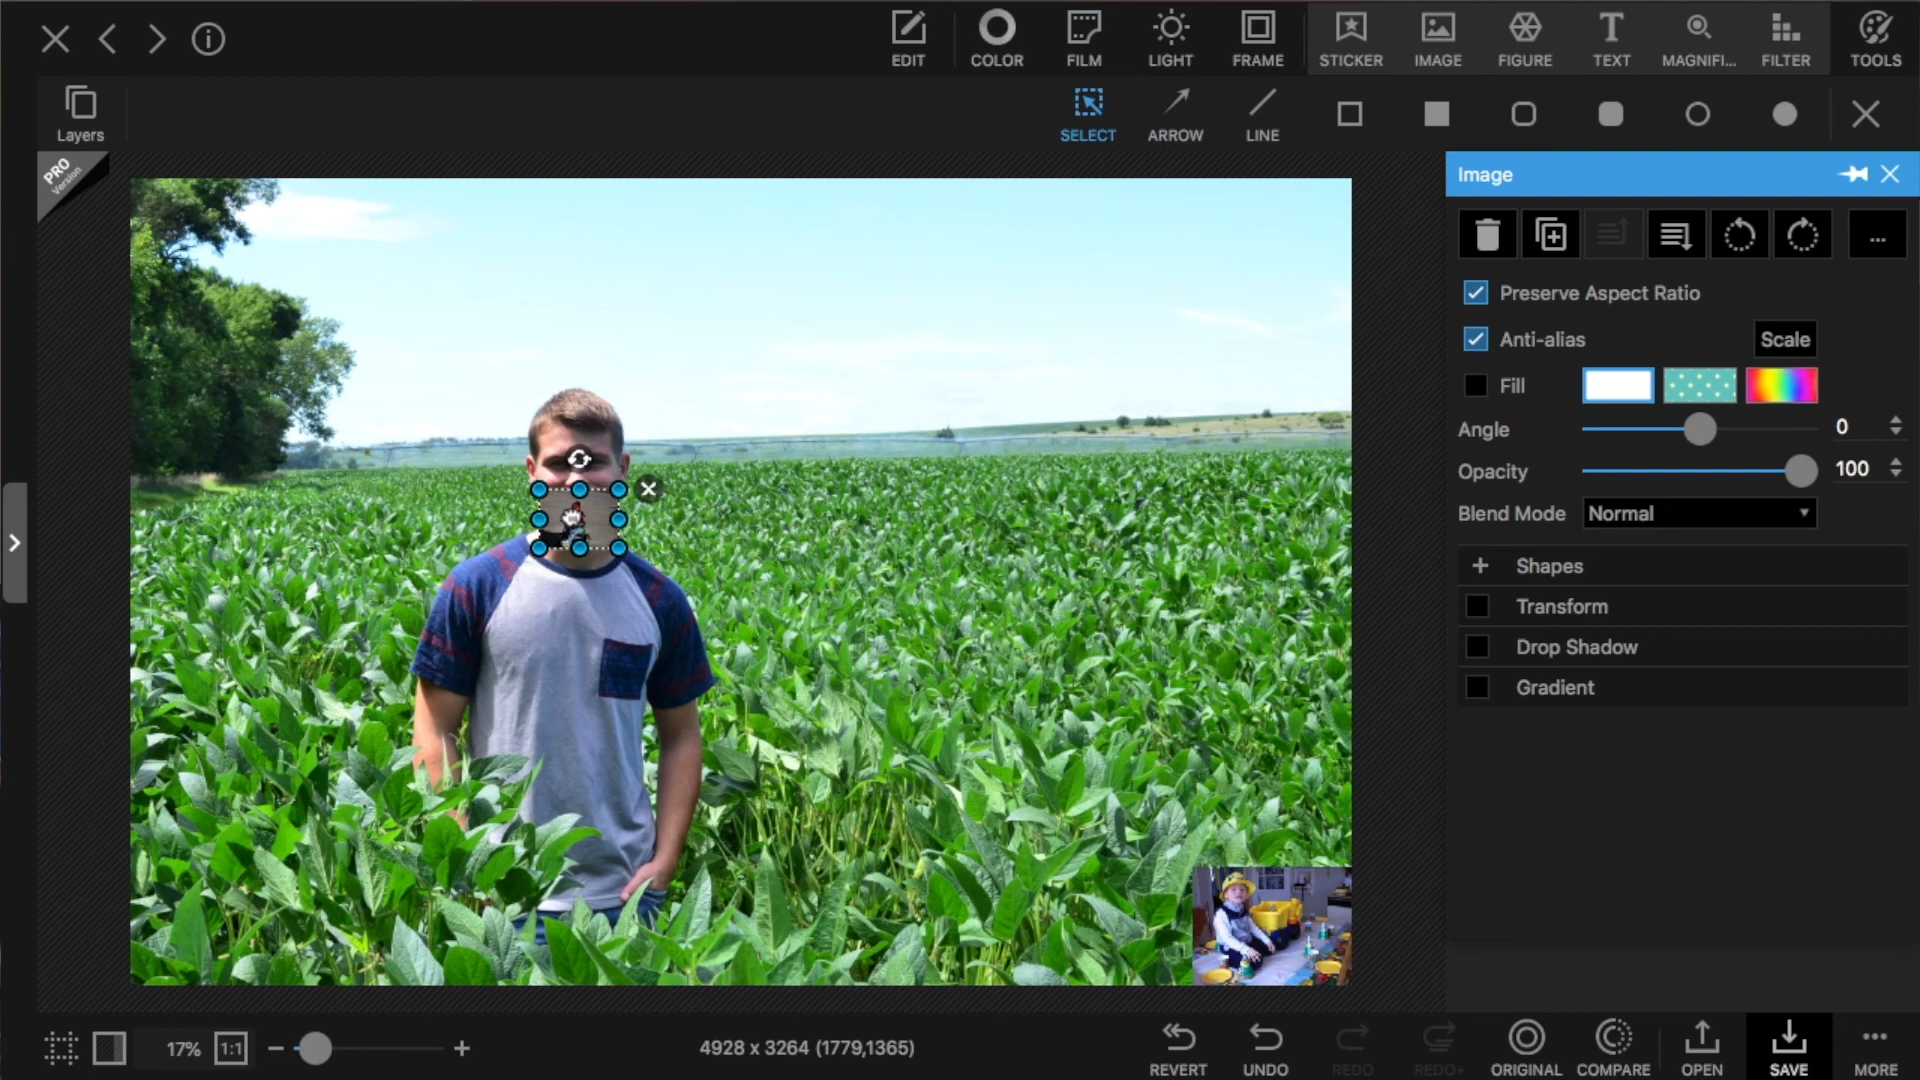 EDIT
COLOR
FILM
LIGHT
FRAME
STICKER
IMAGE
FIGURE
TEXT
MAGNIFI...
FILTER
TOOLS
Layers
SELECT
ARROW
LINE
PRO
Version
Image
...
Preserve Aspect Ratio
Anti-alias
Scale
Fill
Angle
0
Opacity
100
Blend Mode
Normal
Shapes
Transform
Drop Shadow
Gradient
17%
1:1
4928 x 3264 (1779,1365)
REVERT
UNDO
REDO
REDO+
ORIGINAL
COMPARE
OPEN
SAVE
MORE